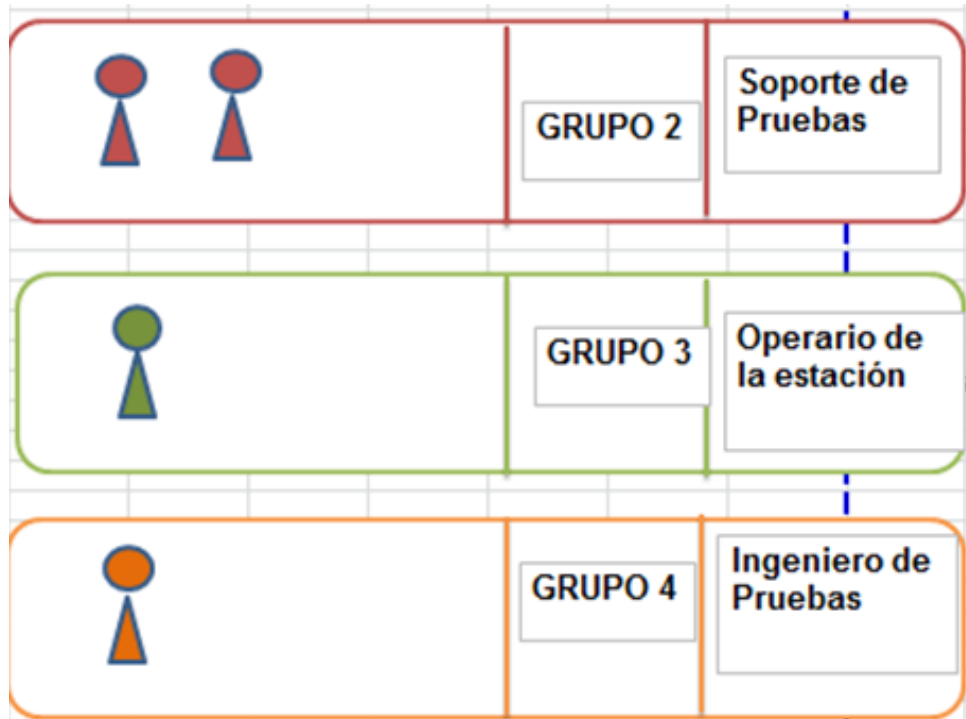 GRUPO 2
Soporte de
Pruebas
GRUPO 3
Operario de
la estación
GRUPO 4
Ingeniero de
Pruebas